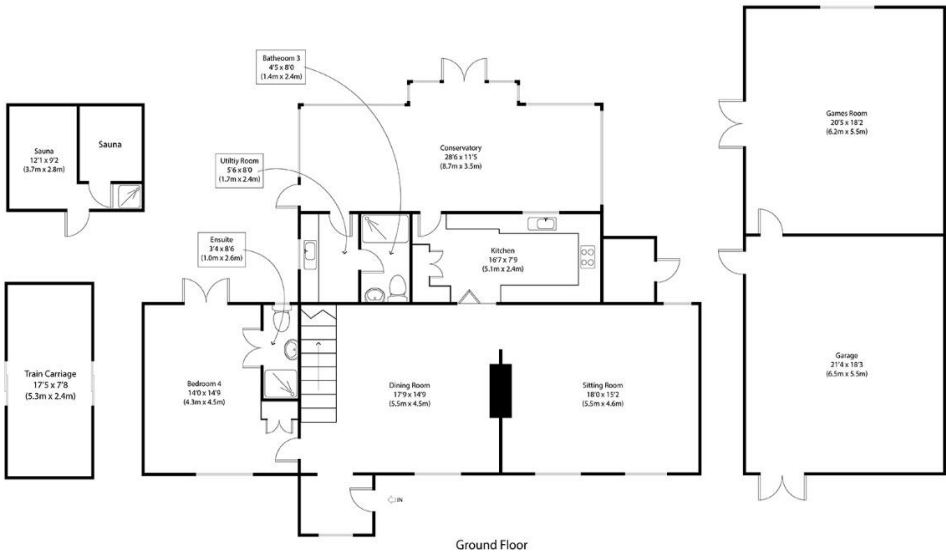 Bathеoom 3
4'5 x 8'0
(1.4m x 2.4m)
Games Room
20'5 x 18'2
(6.2m x 5.5m)
Sauna
12'1 x 9'2
(3.7m x 2.8m)
Sauna
Conservatory
28'6 x 11'5
(8.7m x 3.5m)
Utiltiy Room
5'6 x 8'0
(1.7m x 2.4m)
Ensuite
3'4 x 8'6
(1.0m x 2.6m)
Kitchen
16'7 x 7'9
(5.1m x 2.4m)
Garage
21'4 x 18'3
(6.5m x 5.5m)
Train Carriage
17'5 x 7'8
(5.3m x 2.4m)
Bedroom 4
14'0 x 14'9
(4.3m x 4.5m)
Dining Room
17'9 x 14'9
(5.5m x 4.5m)
Sitting Room
18'0 x 15'2
(5.5m x 4.6m)
IN
Ground Floor